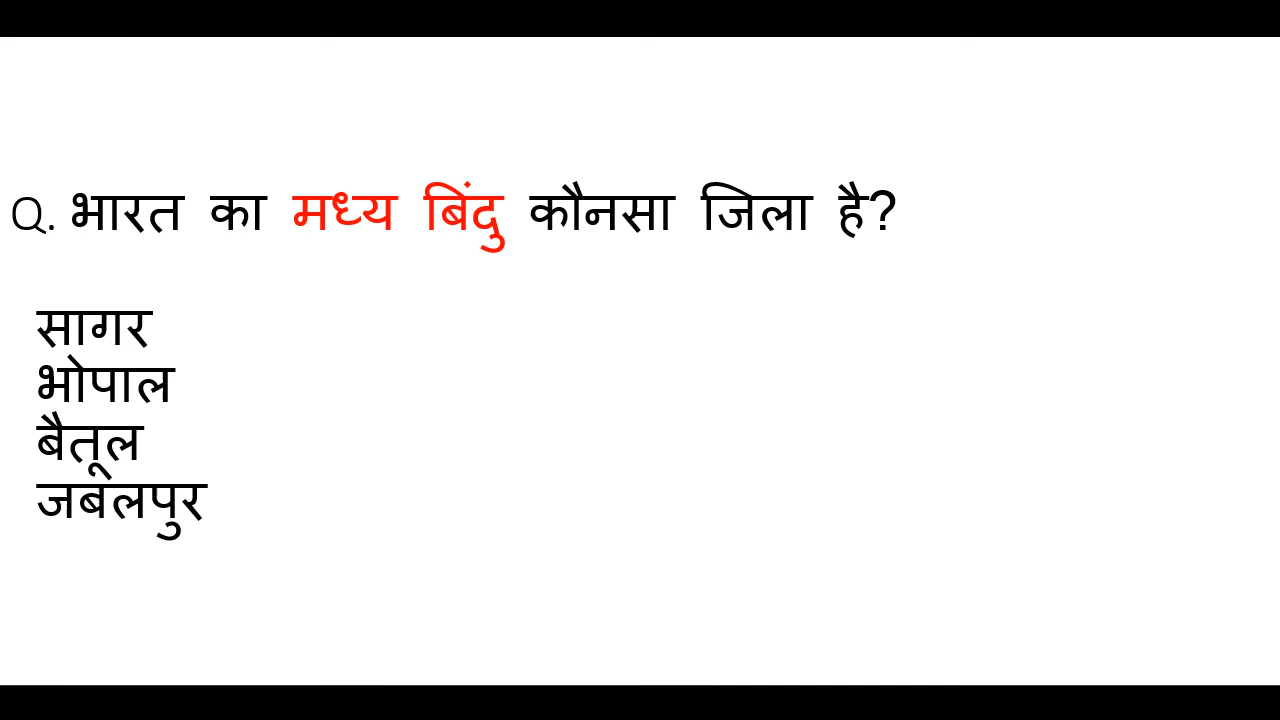 Q. भारत का मध्य बिंदु कौनसा जिला है?
सागर
भोपाल
बैतूल
जबलपुर